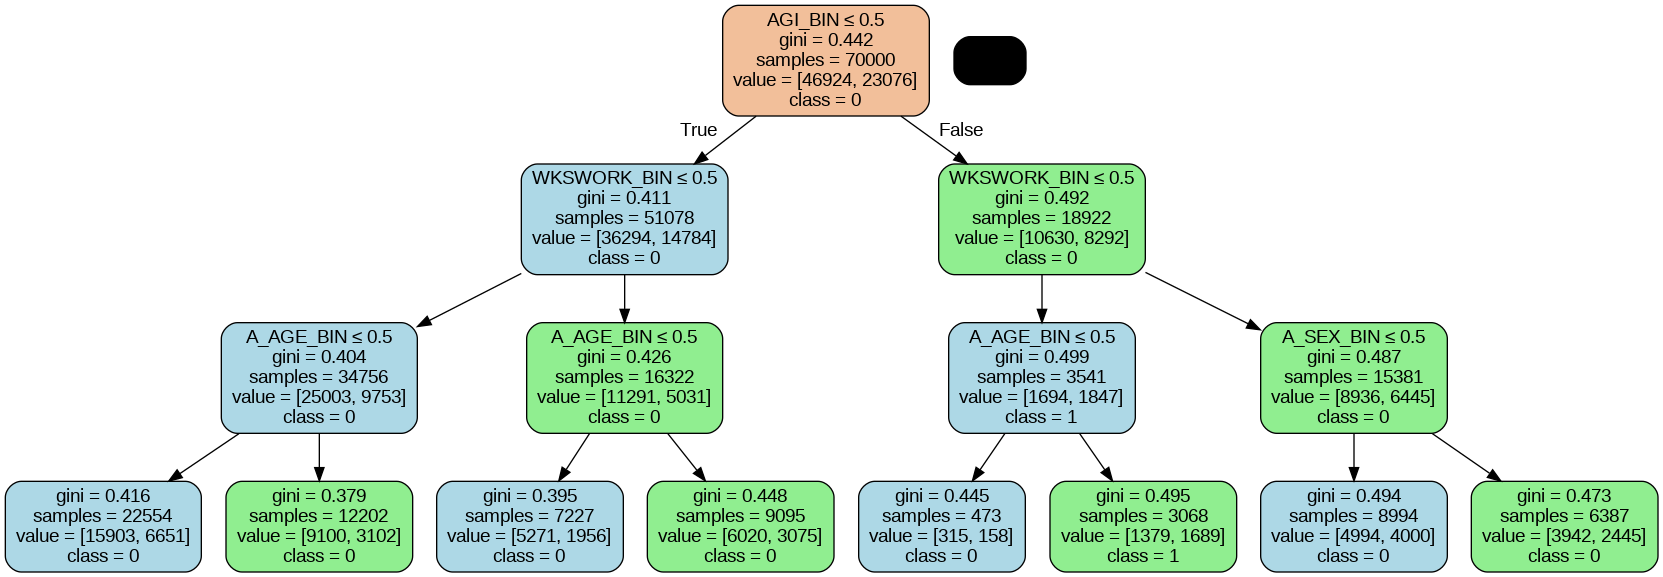 AGI_BIN ≤ 0.5
gini = 0.442
samples = 70000
value = [46924, 23076]
class = 0
True
False
WKSWORK_BIN ≤ 0.5
gini = 0.411
samples = 51078
value = [36294, 14784]
class = 0
WKSWORK_BIN ≤ 0.5
gini = 0.492
samples = 18922
value = [10630, 8292]
class = 0
A_AGE_BIN ≤ 0.5
gini = 0.404
samples = 34756
value = [25003, 9753]
class = 0
A_AGE_BIN ≤ 0.5
gini = 0.426
samples = 16322
value = [11291, 5031]
class = 0
A_AGE_BIN ≤ 0.5
gini = 0.499
samples = 3541
value = [1694, 1847]
class = 1
A_SEX_BIN ≤ 0.5
gini = 0.487
samples = 15381
value = [8936, 6445]
class = 0
gini = 0.416
samples = 22554
value = [15903, 6651]
class = 0
gini = 0.379
samples = 12202
value = [9100, 3102]
class = 0
gini = 0.395
samples = 7227
value = [5271, 1956]
class = 0
gini = 0.448
samples = 9095
value = [6020, 3075]
class = 0
gini = 0.445
samples = 473
value = [315, 158]
class = 0
gini = 0.495
samples = 3068
value = [1379, 1689]
class = 1
gini = 0.494
samples = 8994
value = [4994, 4000]
class = 0
gini = 0.473
samples = 6387
value = [3942, 2445]
class = 0